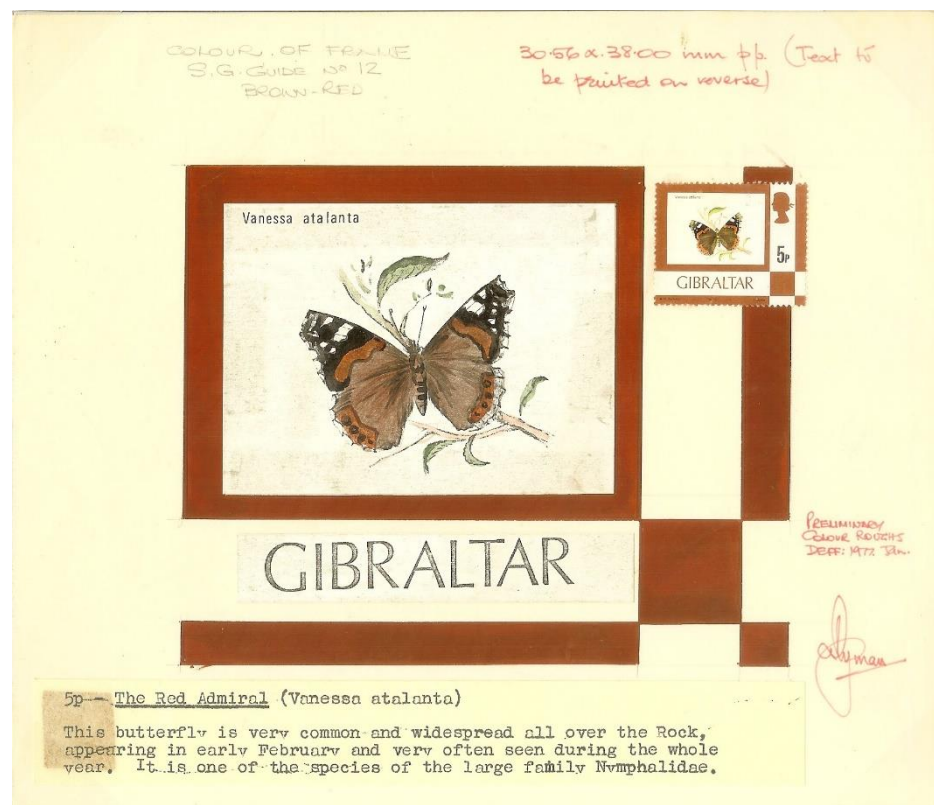 COLOUR OF FRAME
S.G. GUIDE Nº 12
BROWN-RED
30.56 x 38.00 mm pp. (Text to
be printed on reverse)
Vanessa atalanta
5P
GIBRALTAR
GIBRALTAR
PRELIMINARY
COLOUR ROUGHS
DEFF: 1977 Jan.
5p-- The Red Admiral (Vanessa atalanta)
This butterfly is very common and widespread all over the Rock,
appearing in early February and very often seen during the whole
year. It is one of the species of the large family Nymphalidae.